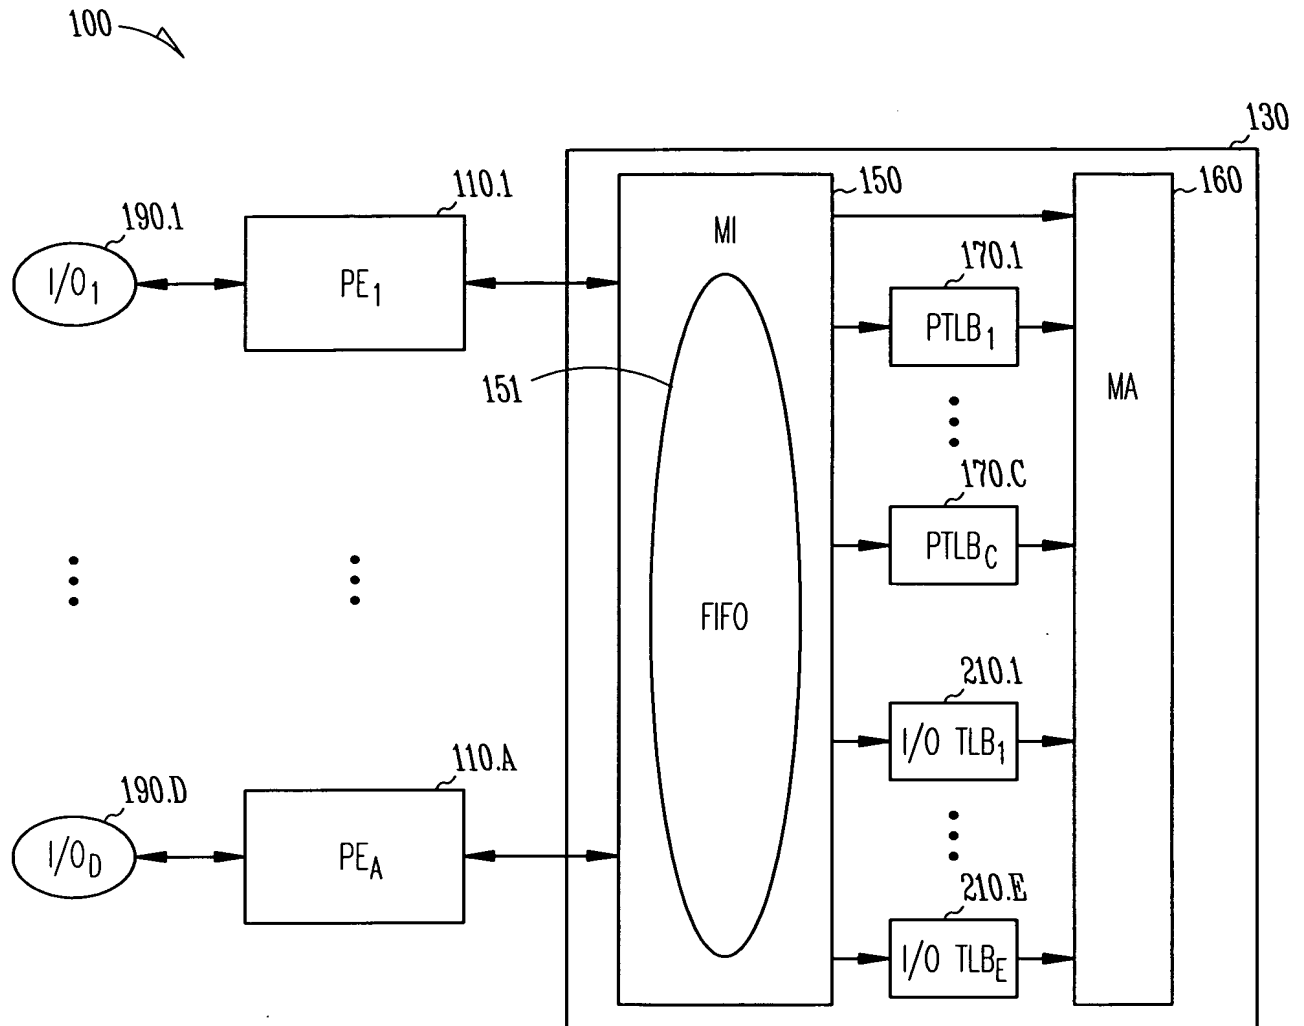 100
130
110.1
150
160
190.1
MI
170.1
I/O1
PE1
PTLB1
151
MA
170.C
PTLBC
FIFO
210.1
I/O TLB1
110.A
190.D
I/OD
PEA
210.E
I/O TLBE